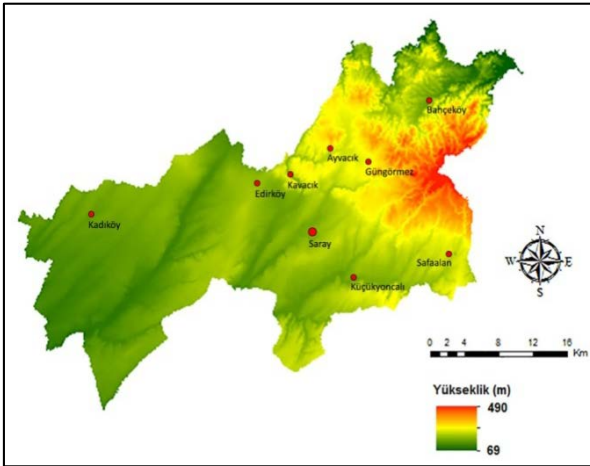 Bahçeköy
Ayvacık
Güngörmez
Kavacık
Edirköy
Kadıköy
Saray
Safaalan
Küçükyoncalı
N
W E
S
0 2 4 8 12 16
Km
Yükseklik (m)
490
69